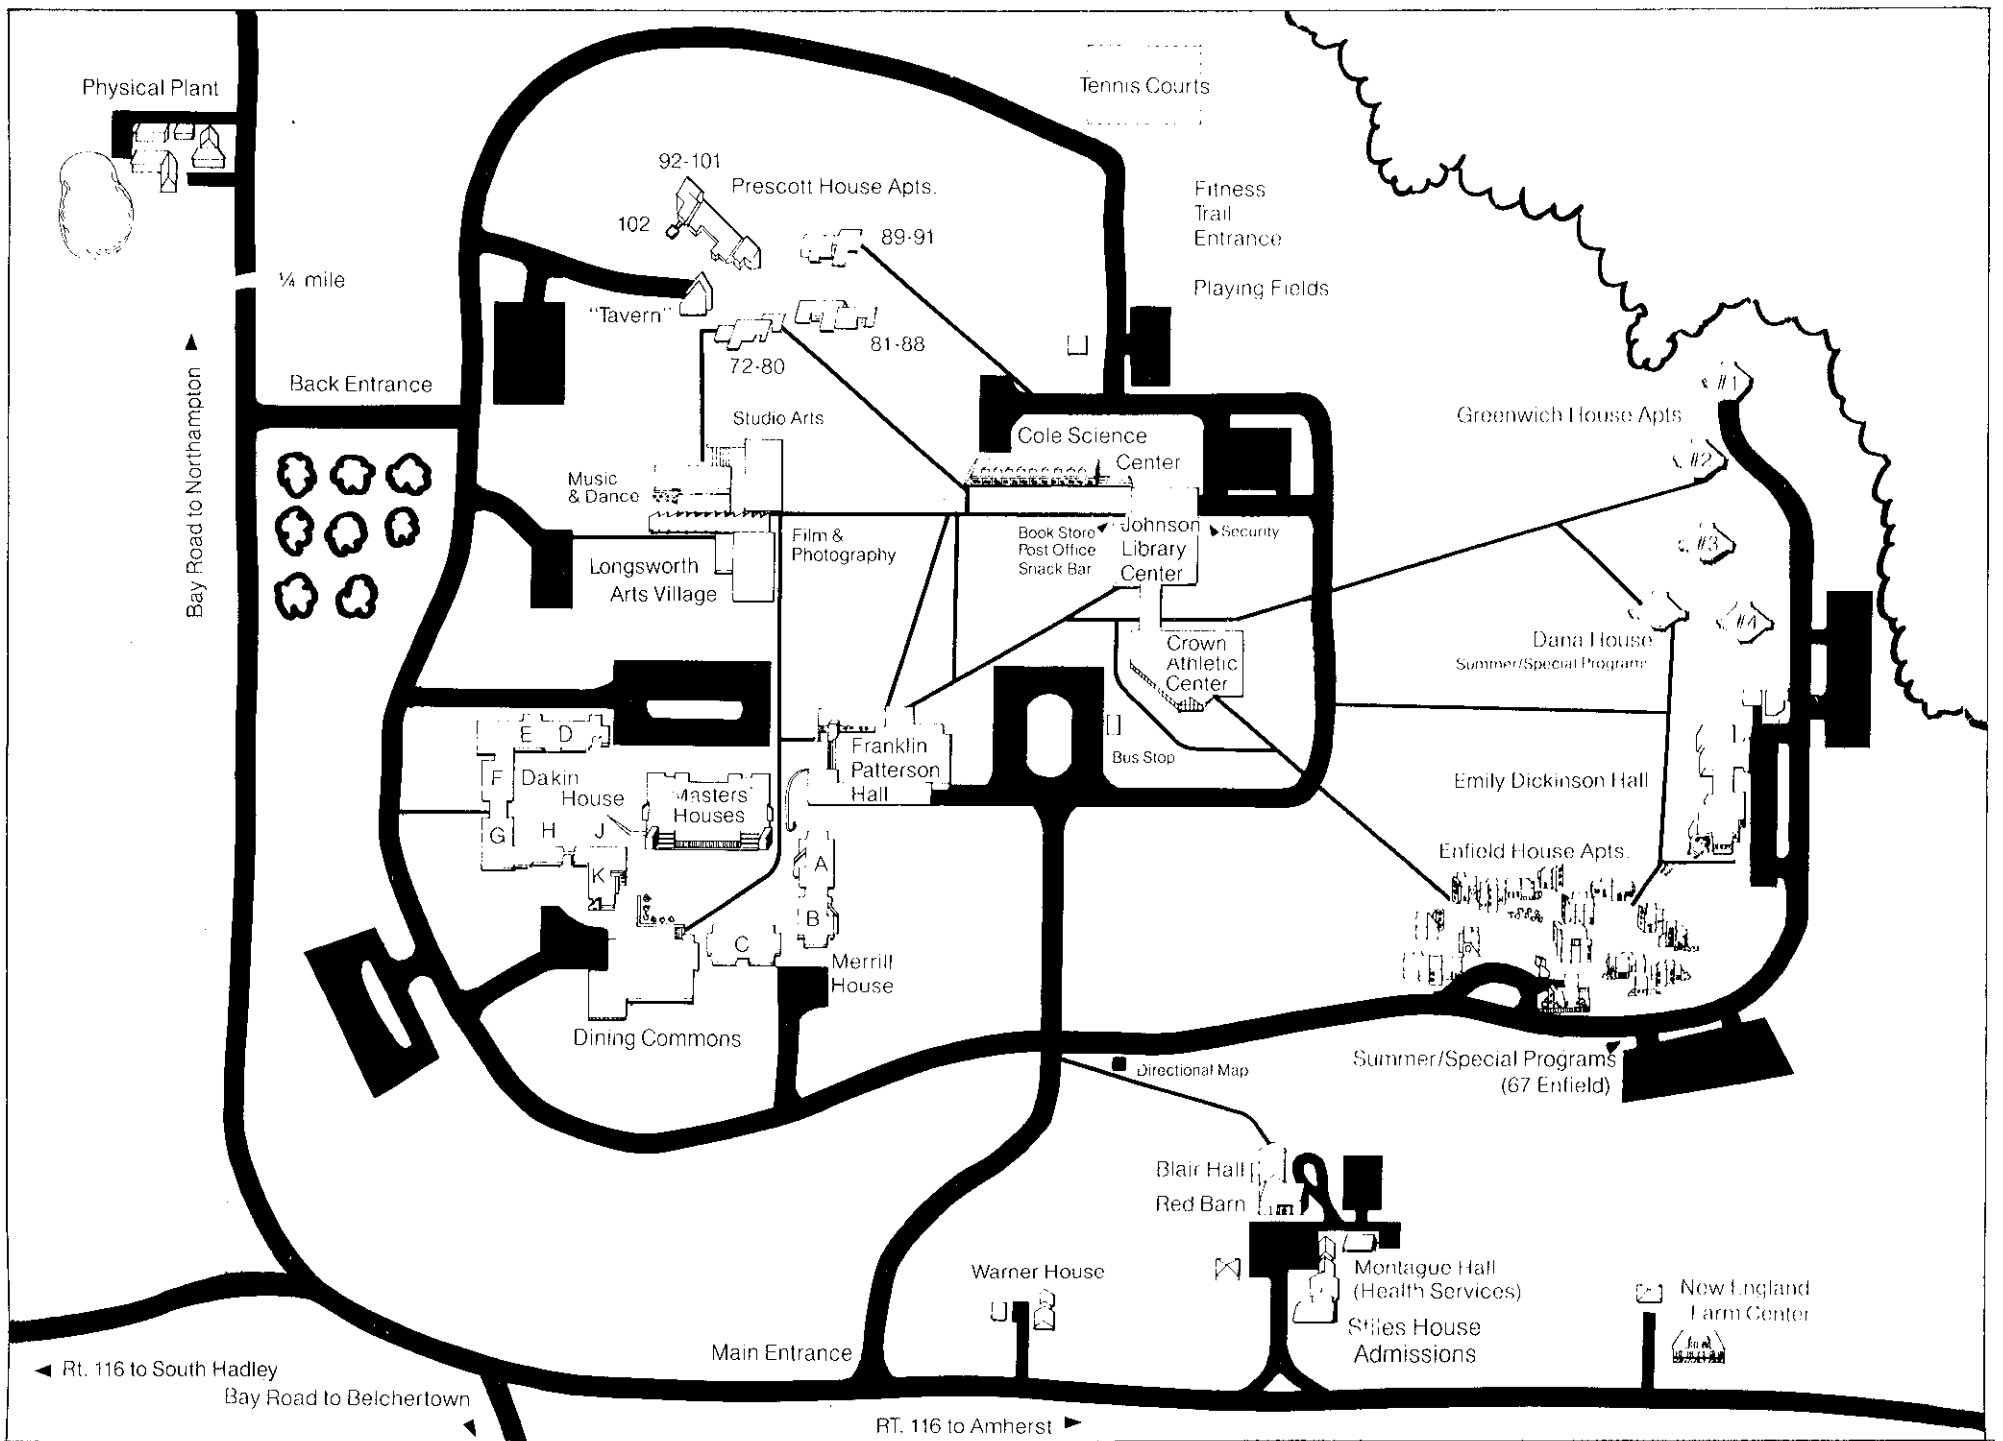 Physical Plant
Tennis Courts
92-101
Prescott House Apts.
102
89-91
Fitness
Trail
Entrance
Playing Fields
¼ mile
"Tavern"
81-88
72-80
Bay Road to Northampton
Back Entrance
Studio Arts
#1
Greenwich House Apts
#2
Cole Science
Center
Music
& Dance
Film &
Photography
Book Store
Post Office
Snack Bar
Johnson
Library
Center
Security
#3
Longsworth
Arts Village
#4
Dana House
Summer/Special Programs
Crown
Athletic
Center
E
D
F
Dakin
House
G
H
J
K
Masters'
Houses
Franklin
Patterson
Hall
Bus Stop
Emily Dickinson Hall
A
B
C
Enfield House Apts.
Merrill
House
Dining Commons
Summer/Special Programs
(67 Enfield)
Directional Map
Blair Hall
Red Barn
Warner House
Montague Hall
(Health Services)
Stiles House
Admissions
New England
Farm Center
Main Entrance
Rt. 116 to South Hadley
Bay Road to Belchertown
RT. 116 to Amherst